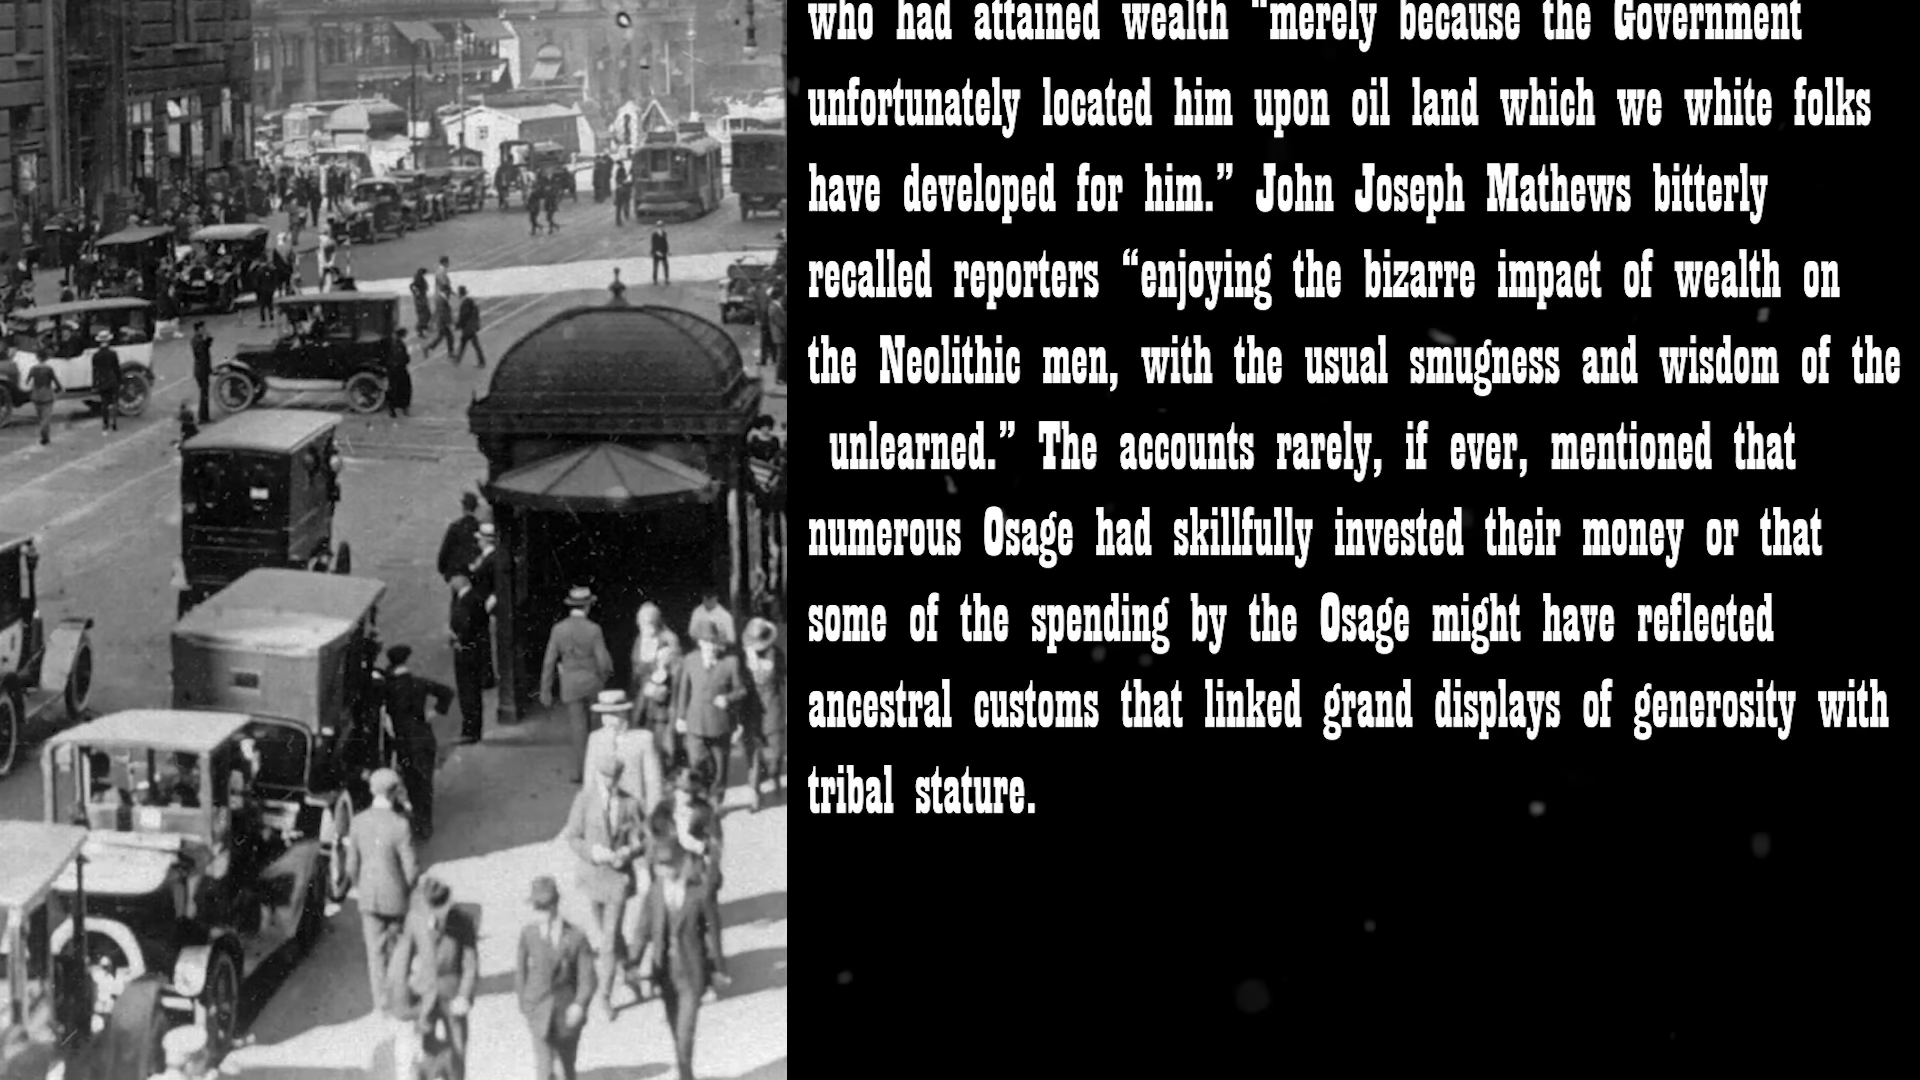 who had attained wealth “merely because the Government
unfortunately located him upon oil land which we white folks
have developed for him.” John Joseph Mathews bitterly
recalled reporters “enjoying the bizarre impact of wealth on
the Neolithic men, with the usual smugness and wisdom of the
unlearned.” The accounts rarely, if ever, mentioned that
numerous Osage had skillfully invested their money or that
some of the spending by the Osage might have reflected
ancestral customs that linked grand displays of generosity with
tribal stature.